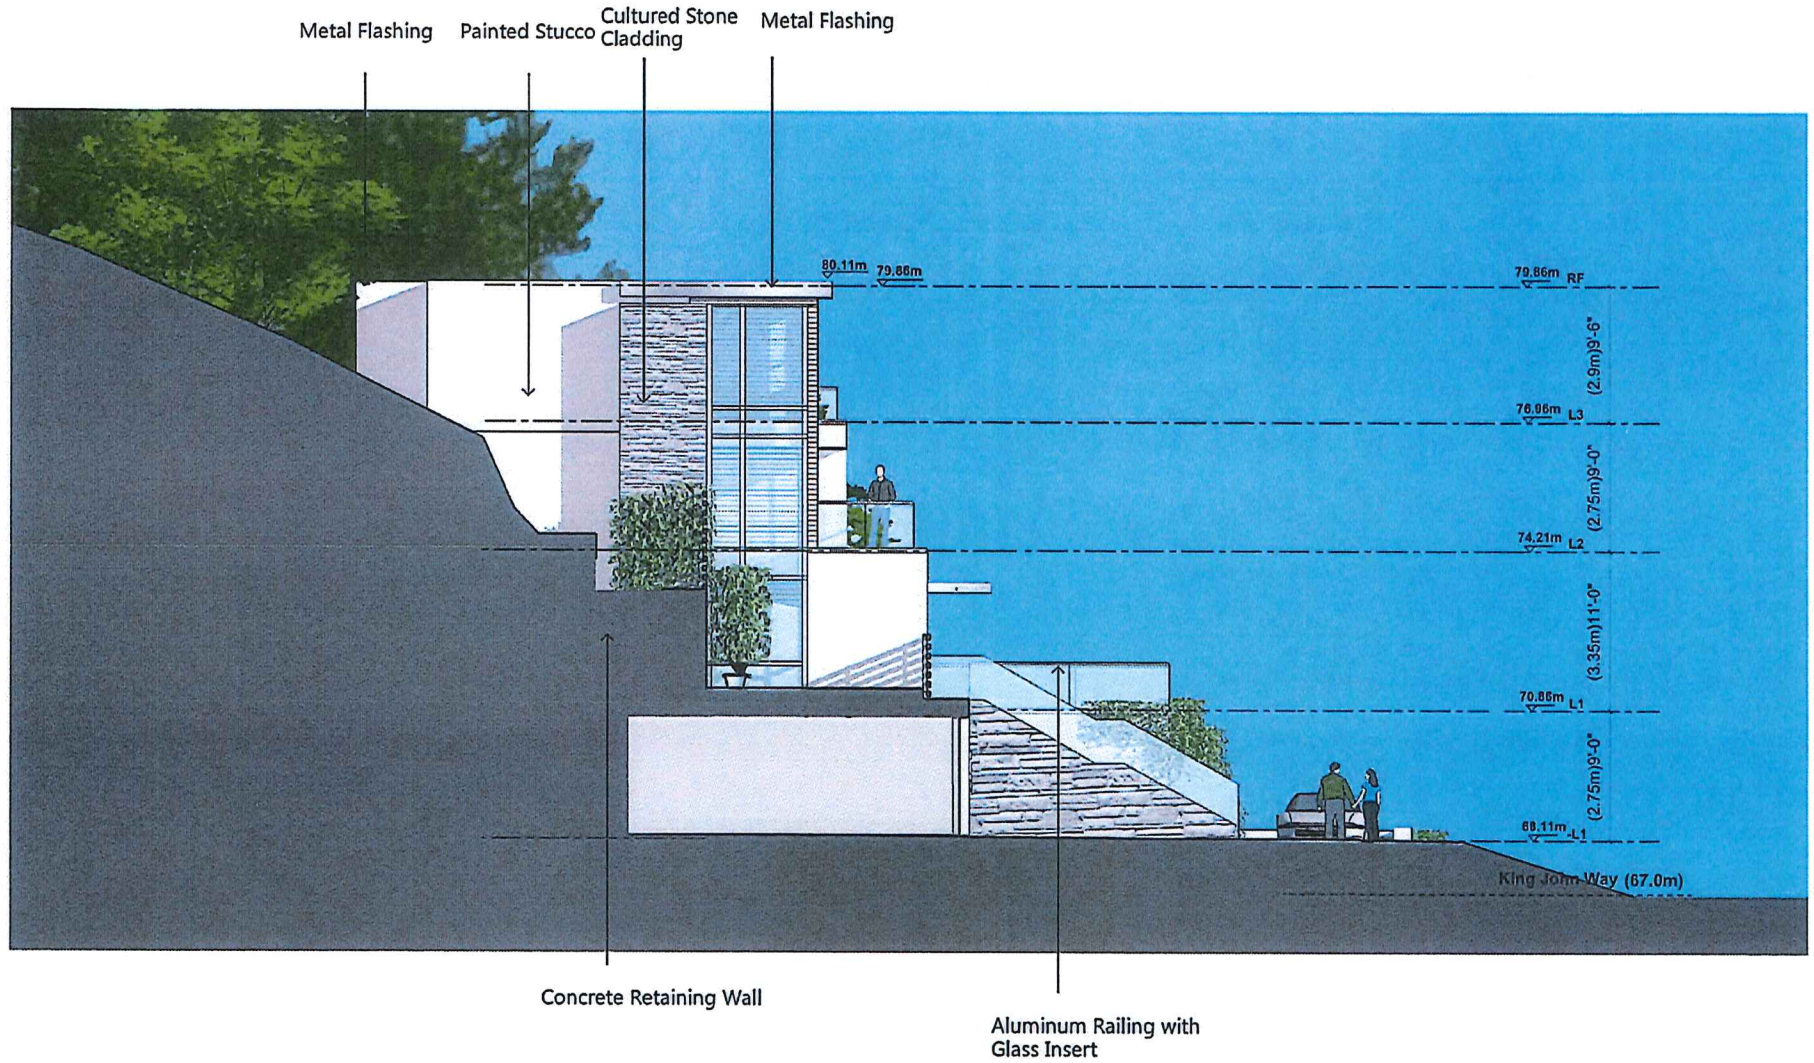 Metal Flashing
Painted Stucco
Cultured Stone
Cladding
Metal Flashing
80.11m
79.86m
79.86m RF
(2.9m)9'-6"
76.96m L3
(2.75m)9'-0"
74.21m L2
(3.35m)11'-0"
70.86m L1
(2.75m)9'-0"
68.11m -L1
King John Way (67.0m)
Concrete Retaining Wall
Aluminum Railing with
Glass Insert